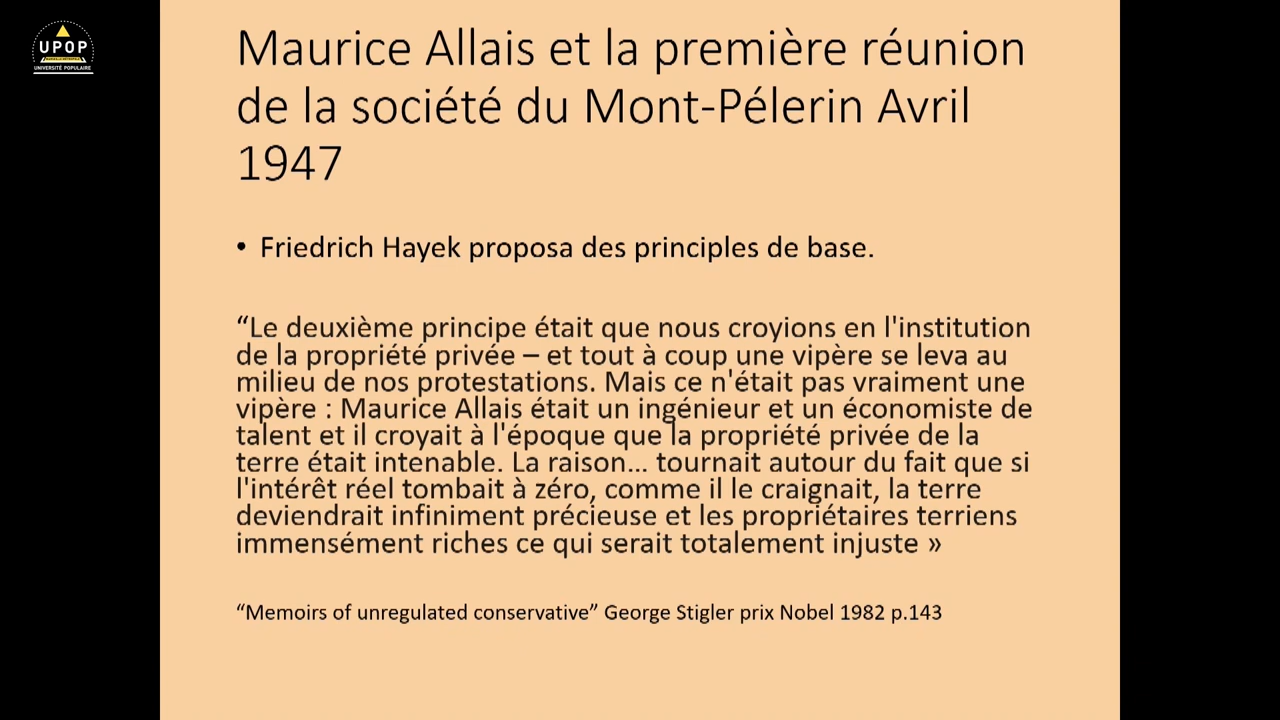 UPOP
UNIVERSITÉ POPULAIRE
Maurice Allais et la première réunion
de la société du Mont-Pélerin Avril
1947
• Friedrich Hayek proposa des principles de base.
“Le deuxième principe était que nous croyions en l'institution
de la propriété privée – et tout à coup une vipère se leva au
milieu de nos protestations. Mais ce n'était pas vraiment une
vipère : Maurice Allais était un ingénieur et un économiste de
talent et il croyait à l'époque que la propriété privée de la
terre était intenable. La raison... tournait autour du fait que si
l'intérêt réel tombait à zéro, comme il le craignait, la terre
deviendrait infiniment précieuse et les propriétaires terriens
immensément riches ce qui serait totalement injuste »
“Memoirs of unregulated conservative” George Stigler prix Nobel 1982 p.143